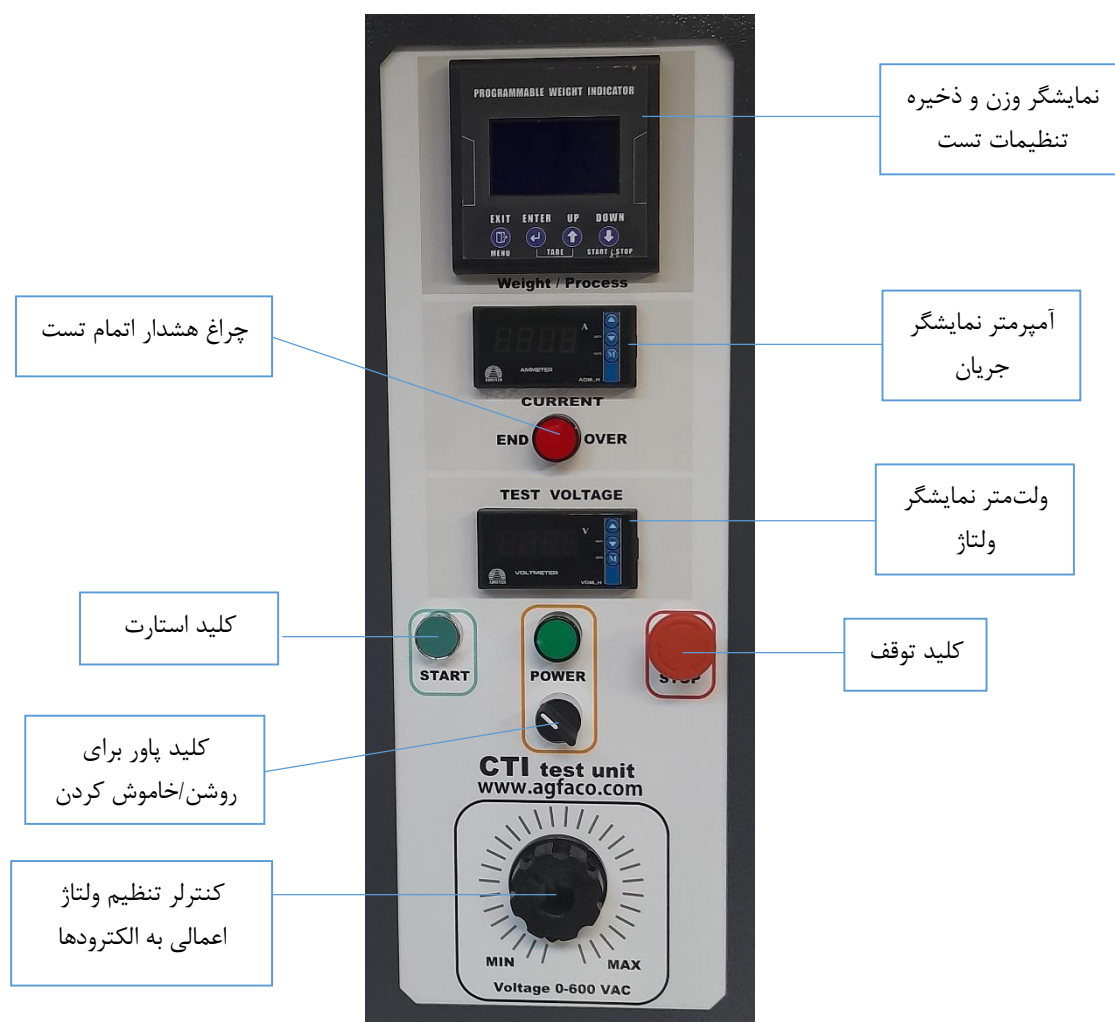 PROGRAMMABLE WEIGHT INDICATOR
نمایشگر وزن و ذخیره
تنظیمات تست
EXIT ENTER UP DOWN
MENU TARE START / STOP
Weight / Process
چراغ هشدار اتمام تست
A
AMMETER
آمپرمتر نمایشگر
جریان
M
CURRENT
END OVER
TEST VOLTAGE
V
M
VOLTMETER
ولت‌متر نمایشگر
ولتاژ
کلید استارت
START
POWER
STOP
کلید توقف
کلید پاور برای
روشن/خاموش کردن
CTI test unit
www.agfaco.com
کنترلر تنظیم ولتاژ
اعمالی به الکترودها
MIN MAX
Voltage 0-600 VAC